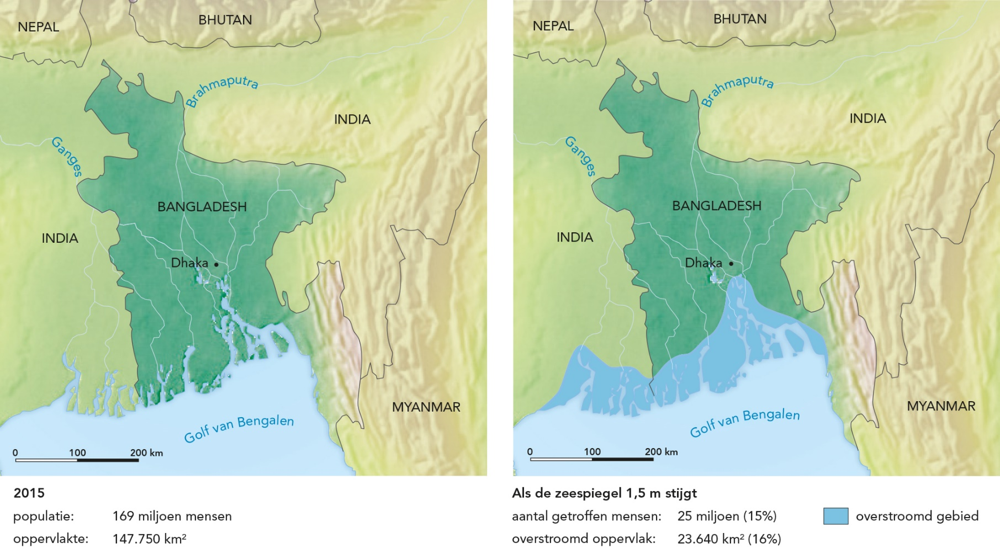 NEPAL
BHUTAN
Brahmaputra
INDIA
Ganges
BANGLADESH
INDIA
Dhaka
MYANMAR
Golf van Bengalen
0 100 200 km
2015
populatie: 169 miljoen mensen
oppervlakte: 147.750 km²
NEPAL
BHUTAN
Brahmaputra
INDIA
Ganges
BANGLADESH
INDIA
Dhaka
MYANMAR
Golf van Bengalen
0 100 200 km
Als de zeespiegel 1,5 m stijgt
aantal getroffen mensen: 25 miljoen (15%)
overstroomd oppervlak: 23.640 km² (16%)
overstroomd gebied